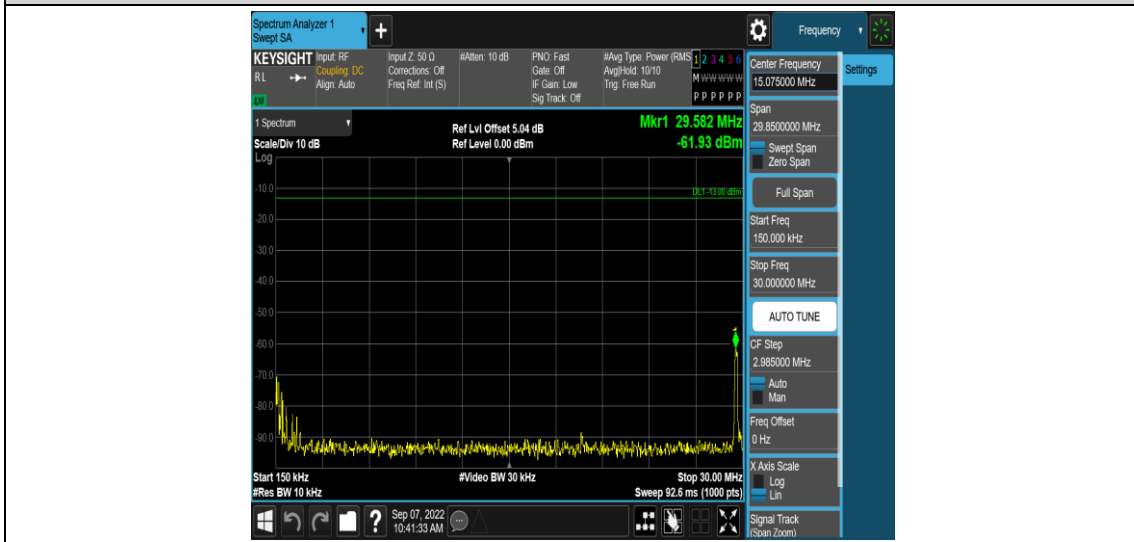 Spectrum Analyzer 1
Swept SA
+
Frequency
KEYSIGHT
RL
LXI
Input: RF
Coupling: DC
Align: Auto
Input Z: 50 Ω
Corrections: Off
Freq Ref: Int (S)
#Atten: 10 dB
PNO: Fast
Gate: Off
IF Gain: Low
Sig Track: Off
#Avg Type: Power (RMS
Avg|Hold: 10/10
Trig: Free Run
1 2 3 4 5 6
M W W W W W
P P P P P P
1 Spectrum
Scale/Div 10 dB
Log
Ref Lvl Offset 5.04 dB
Ref Level 0.00 dBm
Mkr1 29.582 MHz
-61.93 dBm
DL1 -13.00 dBm
-10.0
-20.0
-30.0
-40.0
-50.0
-60.0
-70.0
-80.0
-90.0
Start 150 kHz
#Res BW 10 kHz
#Video BW 30 kHz
Stop 30.00 MHz
Sweep 92.6 ms (1000 pts)
?
Sep 07, 2022
10:41:33 AM
Center Frequency
15.075000 MHz
Settings
Span
29.8500000 MHz
Swept Span
Zero Span
Full Span
Start Freq
150.000 kHz
Stop Freq
30.000000 MHz
AUTO TUNE
CF Step
2.985000 MHz
Auto
Man
Freq Offset
0 Hz
X Axis Scale
Log
Lin
Signal Track
(Span Zoom)